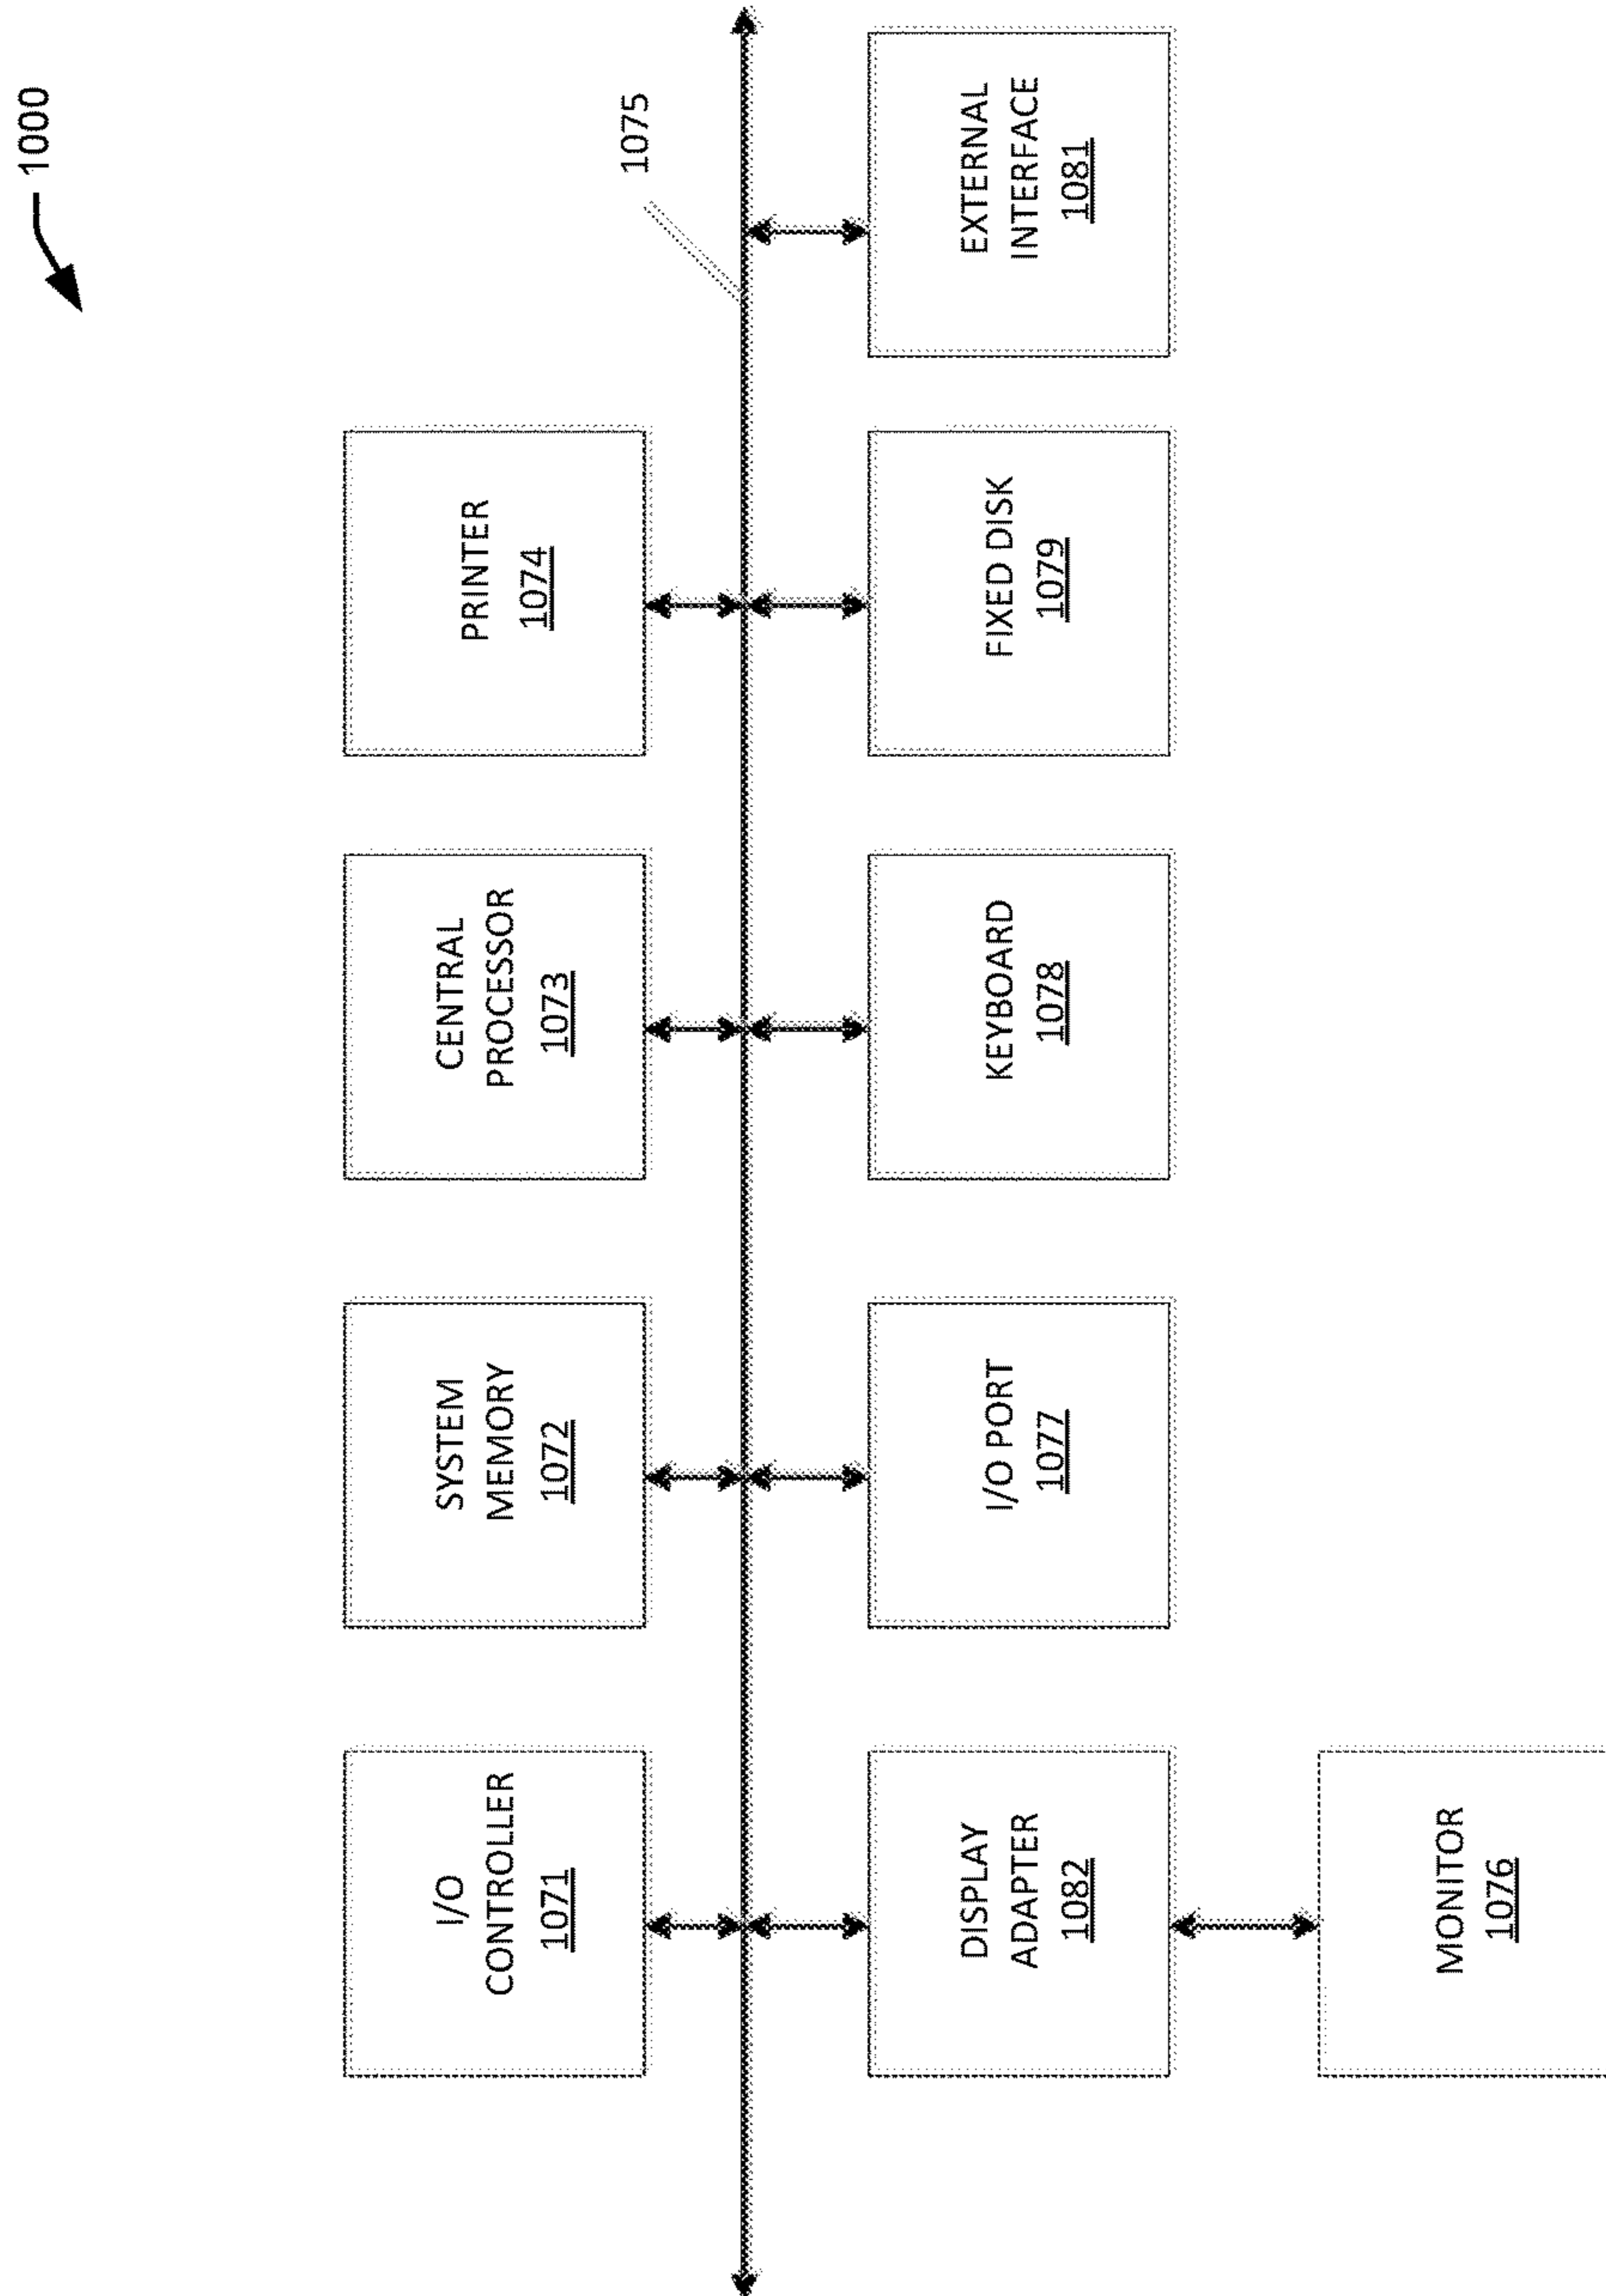 1000
I/O
CONTROLLER
1071
SYSTEM
MEMORY
1072
CENTRAL
PROCESSOR
1073
PRINTER
1074
1075
DISPLAY
ADAPTER
1082
I/O PORT
1077
KEYBOARD
1078
FIXED DISK
1079
EXTERNAL
INTERFACE
1081
MONITOR
1076